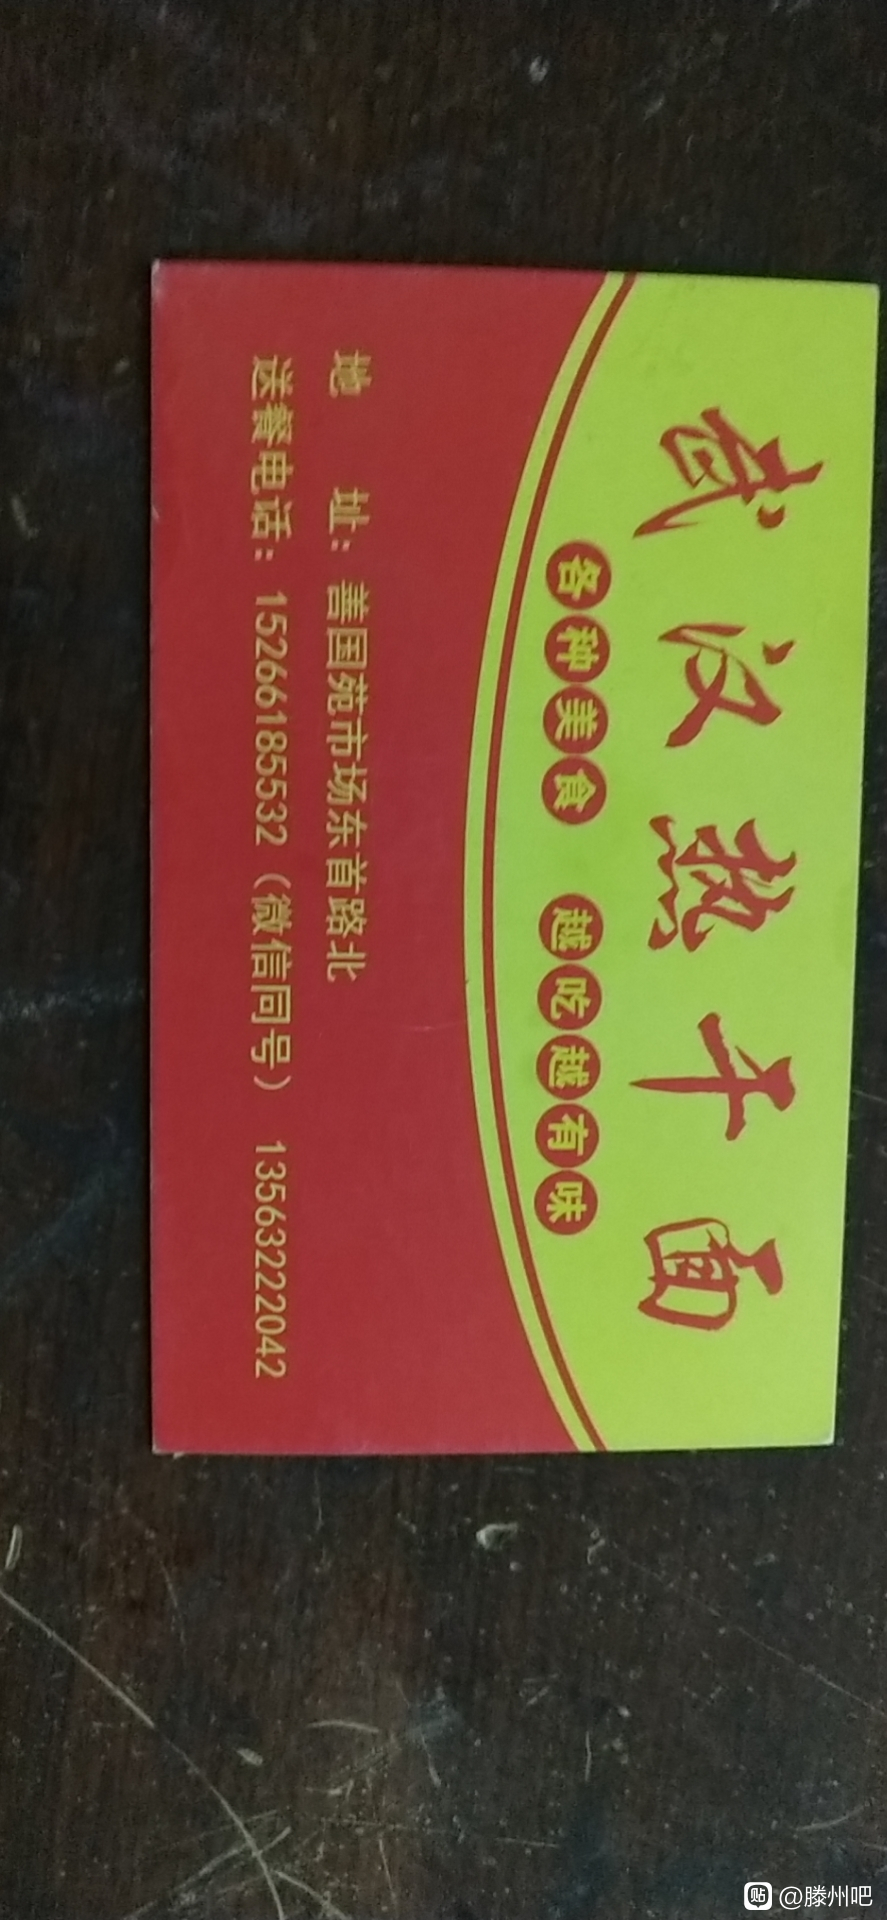 武汉热干面
各种美食 越吃越有味
地 址：善国苑市场东首路北
送餐电话：15266185532（微信同号） 13563222042
贴 @滕州吧